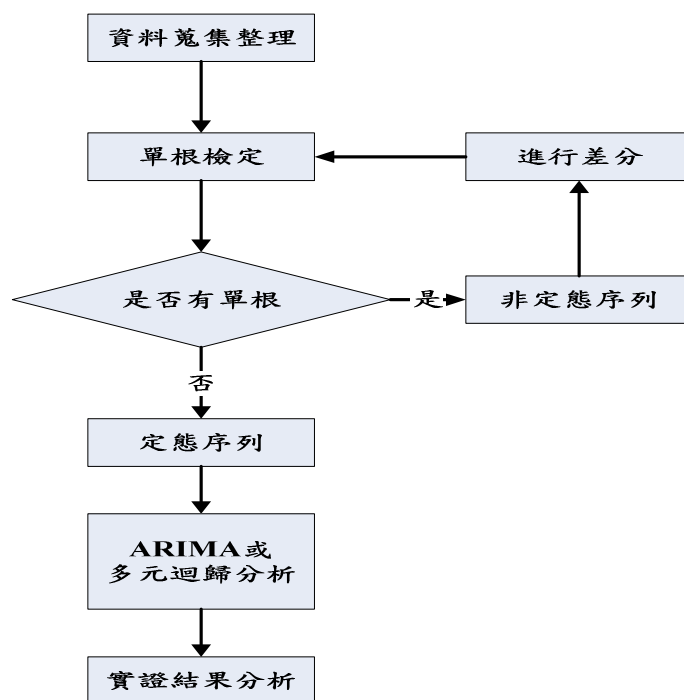 資料蒐集整理
單根檢定
進行差分
是否有單根
是
非定態序列
否
定態序列
ARIMA或
多元迴歸分析
實證結果分析